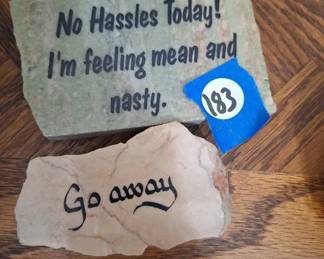 No Hassles Today!
I'm feeling mean and
nasty.
183
Go away